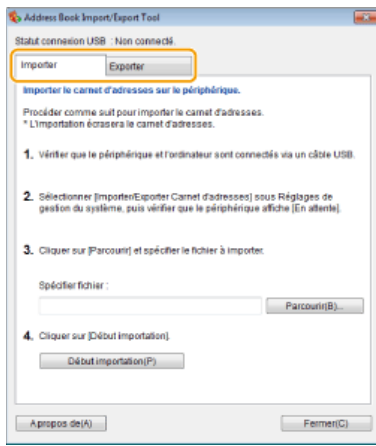 Address Book Import/Export Tool
Statut connexion USB : Non connecté.
Importer
Exporter
Importer le carnet d'adresses sur le périphérique.
Procéder comme suit pour importer le carnet d'adresses.
* L'importation écrasera le carnet d'adresses.
1. Vérifier que le périphérique et l'ordinateur sont connectés via un câble USB.
2. Sélectionner [Importer/Exporter Carnet d'adresses] sous Réglages de
gestion du système, puis vérifier que le périphérique affiche [En attente].
3. Cliquer sur [Parcourir] et spécifier le fichier à importer.
Spécifier fichier :
Parcourir(B)...
4. Cliquer sur [Début importation].
Début importation(P)
Apropos de(A)
Fermer(C)